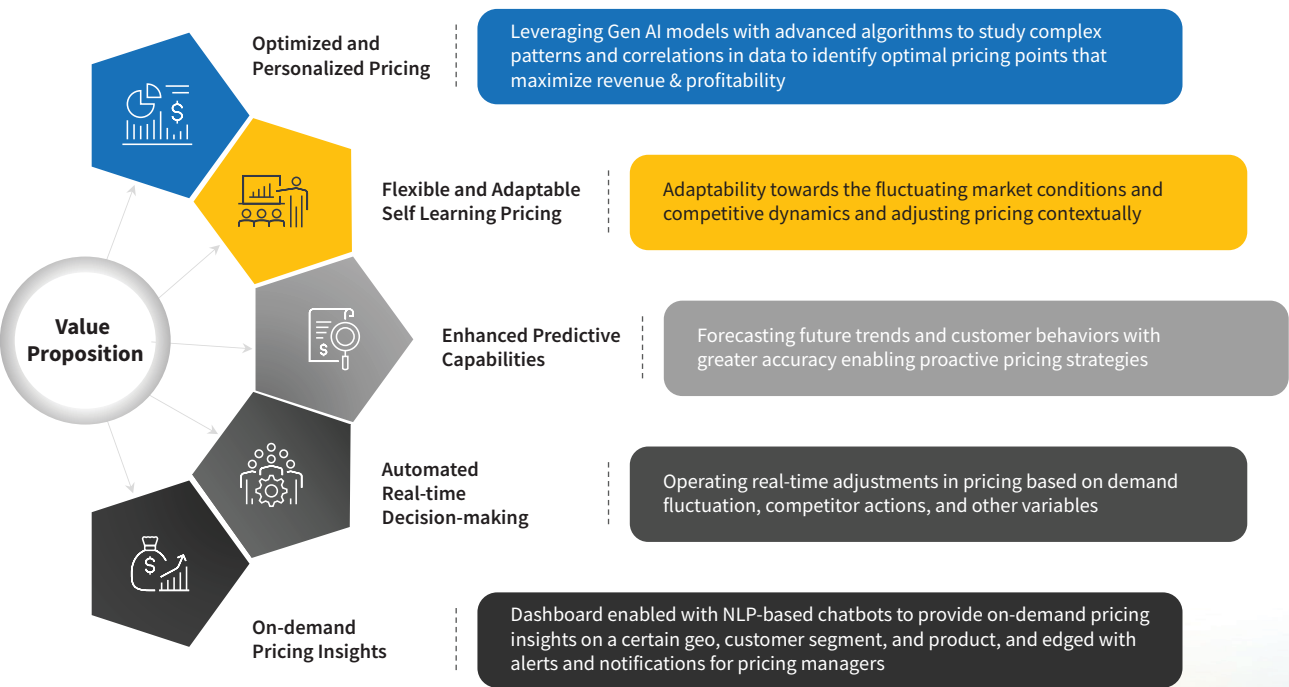 Value
Proposition
Optimized and
Personalized Pricing
Leveraging Gen AI models with advanced algorithms to study complex
patterns and correlations in data to identify optimal pricing points that
maximize revenue & profitability
Flexible and Adaptable
Self Learning Pricing
Adaptability towards the fluctuating market conditions and
competitive dynamics and adjusting pricing contextually
Enhanced Predictive
Capabilities
Forecasting future trends and customer behaviors with
greater accuracy enabling proactive pricing strategies
Automated
Real-time
Decision-making
Operating real-time adjustments in pricing based on demand
fluctuation, competitor actions, and other variables
On-demand
Pricing Insights
Dashboard enabled with NLP-based chatbots to provide on-demand pricing
insights on a certain geo, customer segment, and product, and edged with
alerts and notifications for pricing managers